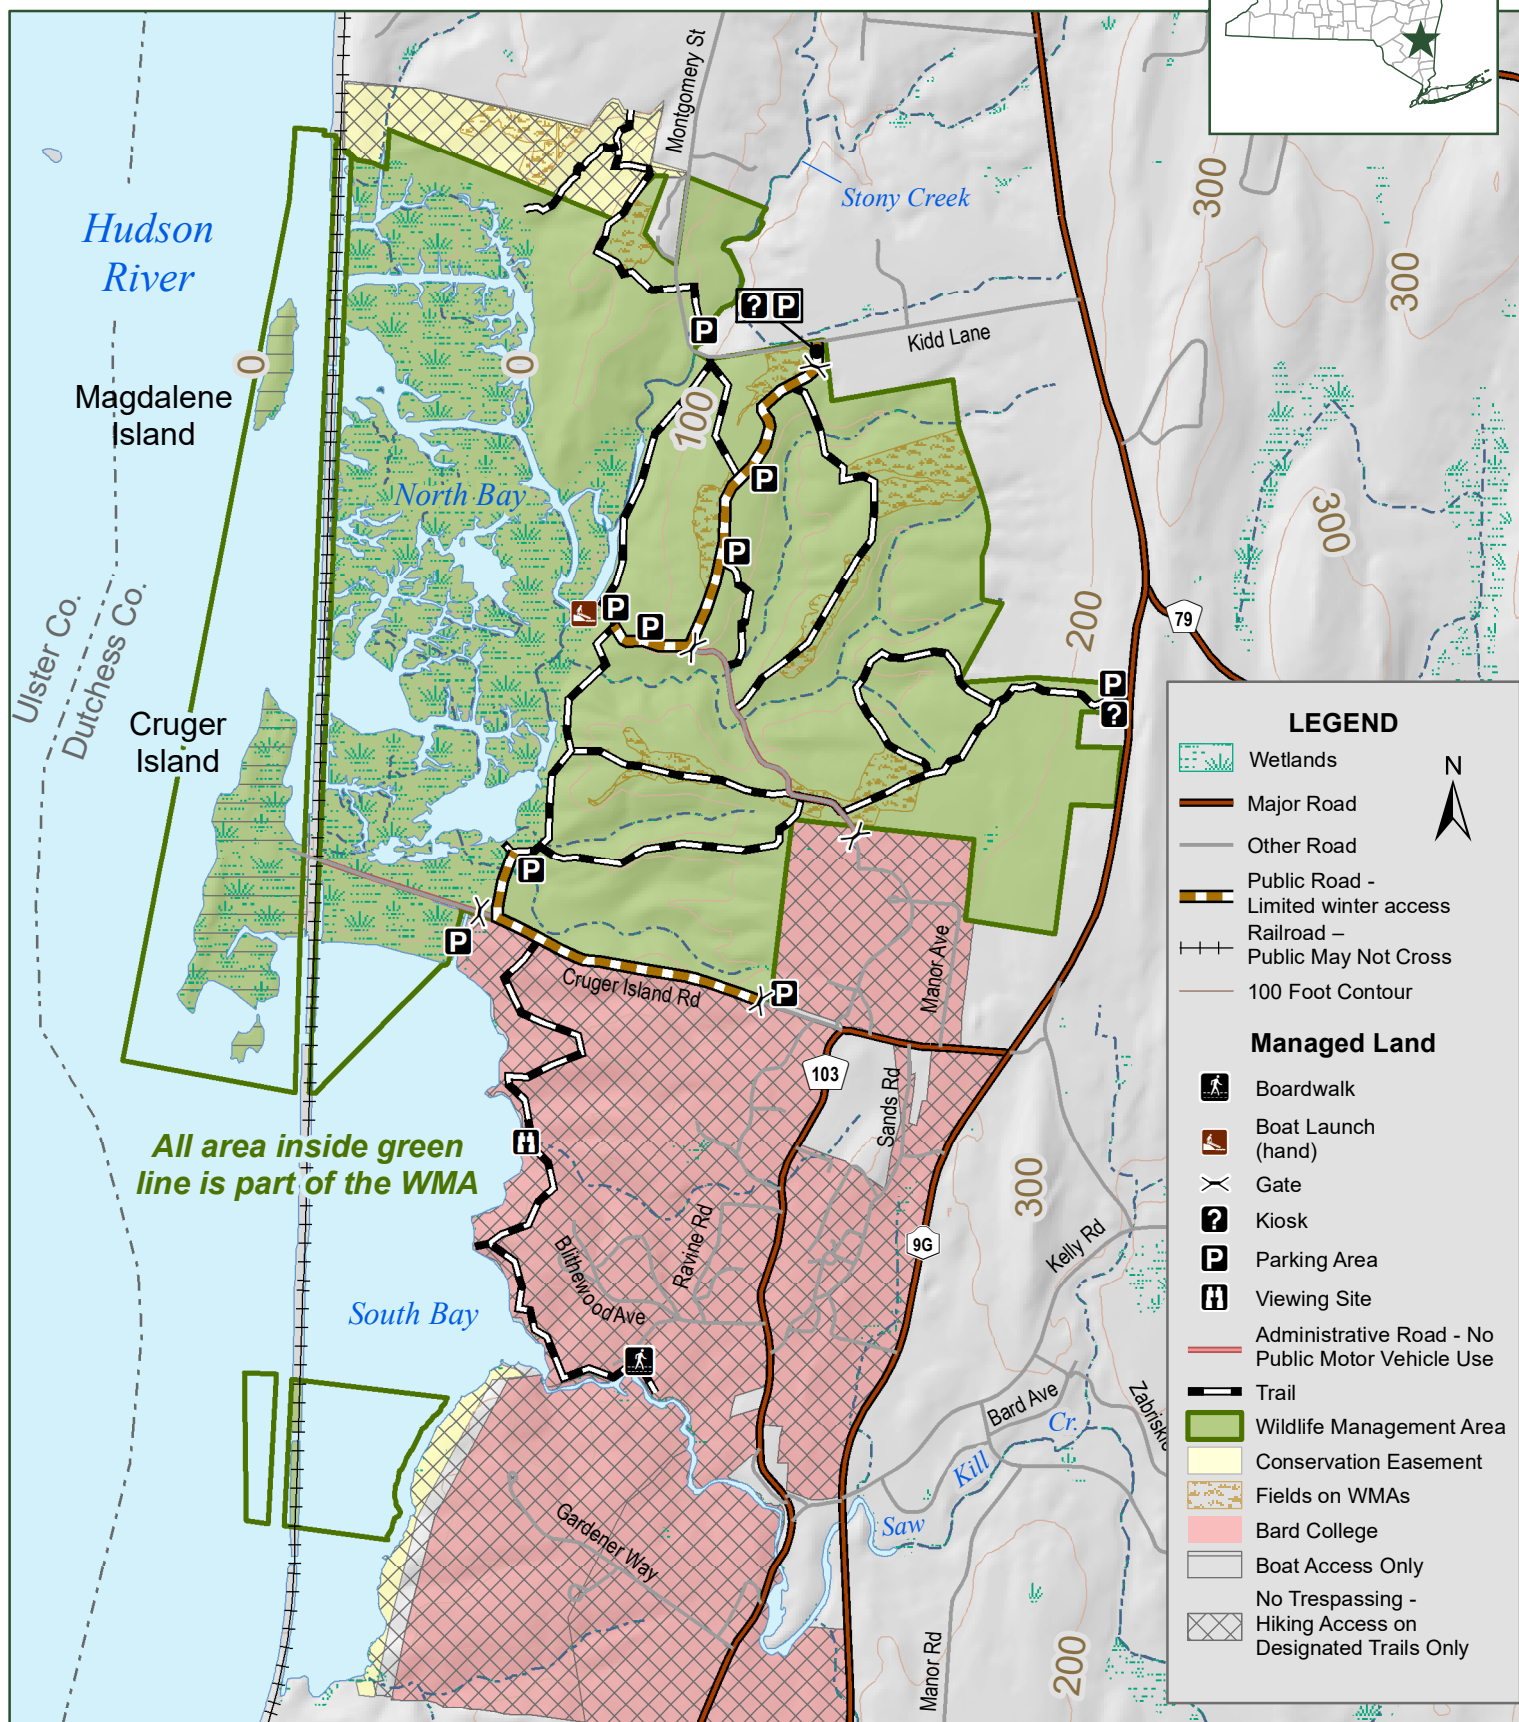 Montgomery St
Stony Creek
300
300
Hudson
River
?
P
P
Kidd Lane
0
0
Magdalene
Island
100
North Bay
P
300
P
Ulster Co.
Dutchess Co.
P
P
200
79
P
?
Cruger
Island
P
P
Cruger Island Rd
P
Manor Ave
103
Sands Rd
All area inside green
line is part of the WMA
300
Ravine Rd
Blithewood Ave
9G
Kelly Rd
South Bay
Bard Ave
Cr.
Kill
Saw
Gardener Way
Manor Rd
200
LEGEND
Wetlands
N
Major Road
Other Road
Public Road -
Limited winter access
Railroad –
Public May Not Cross
100 Foot Contour
Managed Land
Boardwalk
Boat Launch
(hand)
Gate
?
Kiosk
P
Parking Area
Viewing Site
Administrative Road - No
Public Motor Vehicle Use
Trail
Wildlife Management Area
Conservation Easement
Fields on WMAs
Bard College
Boat Access Only
No Trespassing -
Hiking Access on
Designated Trails Only